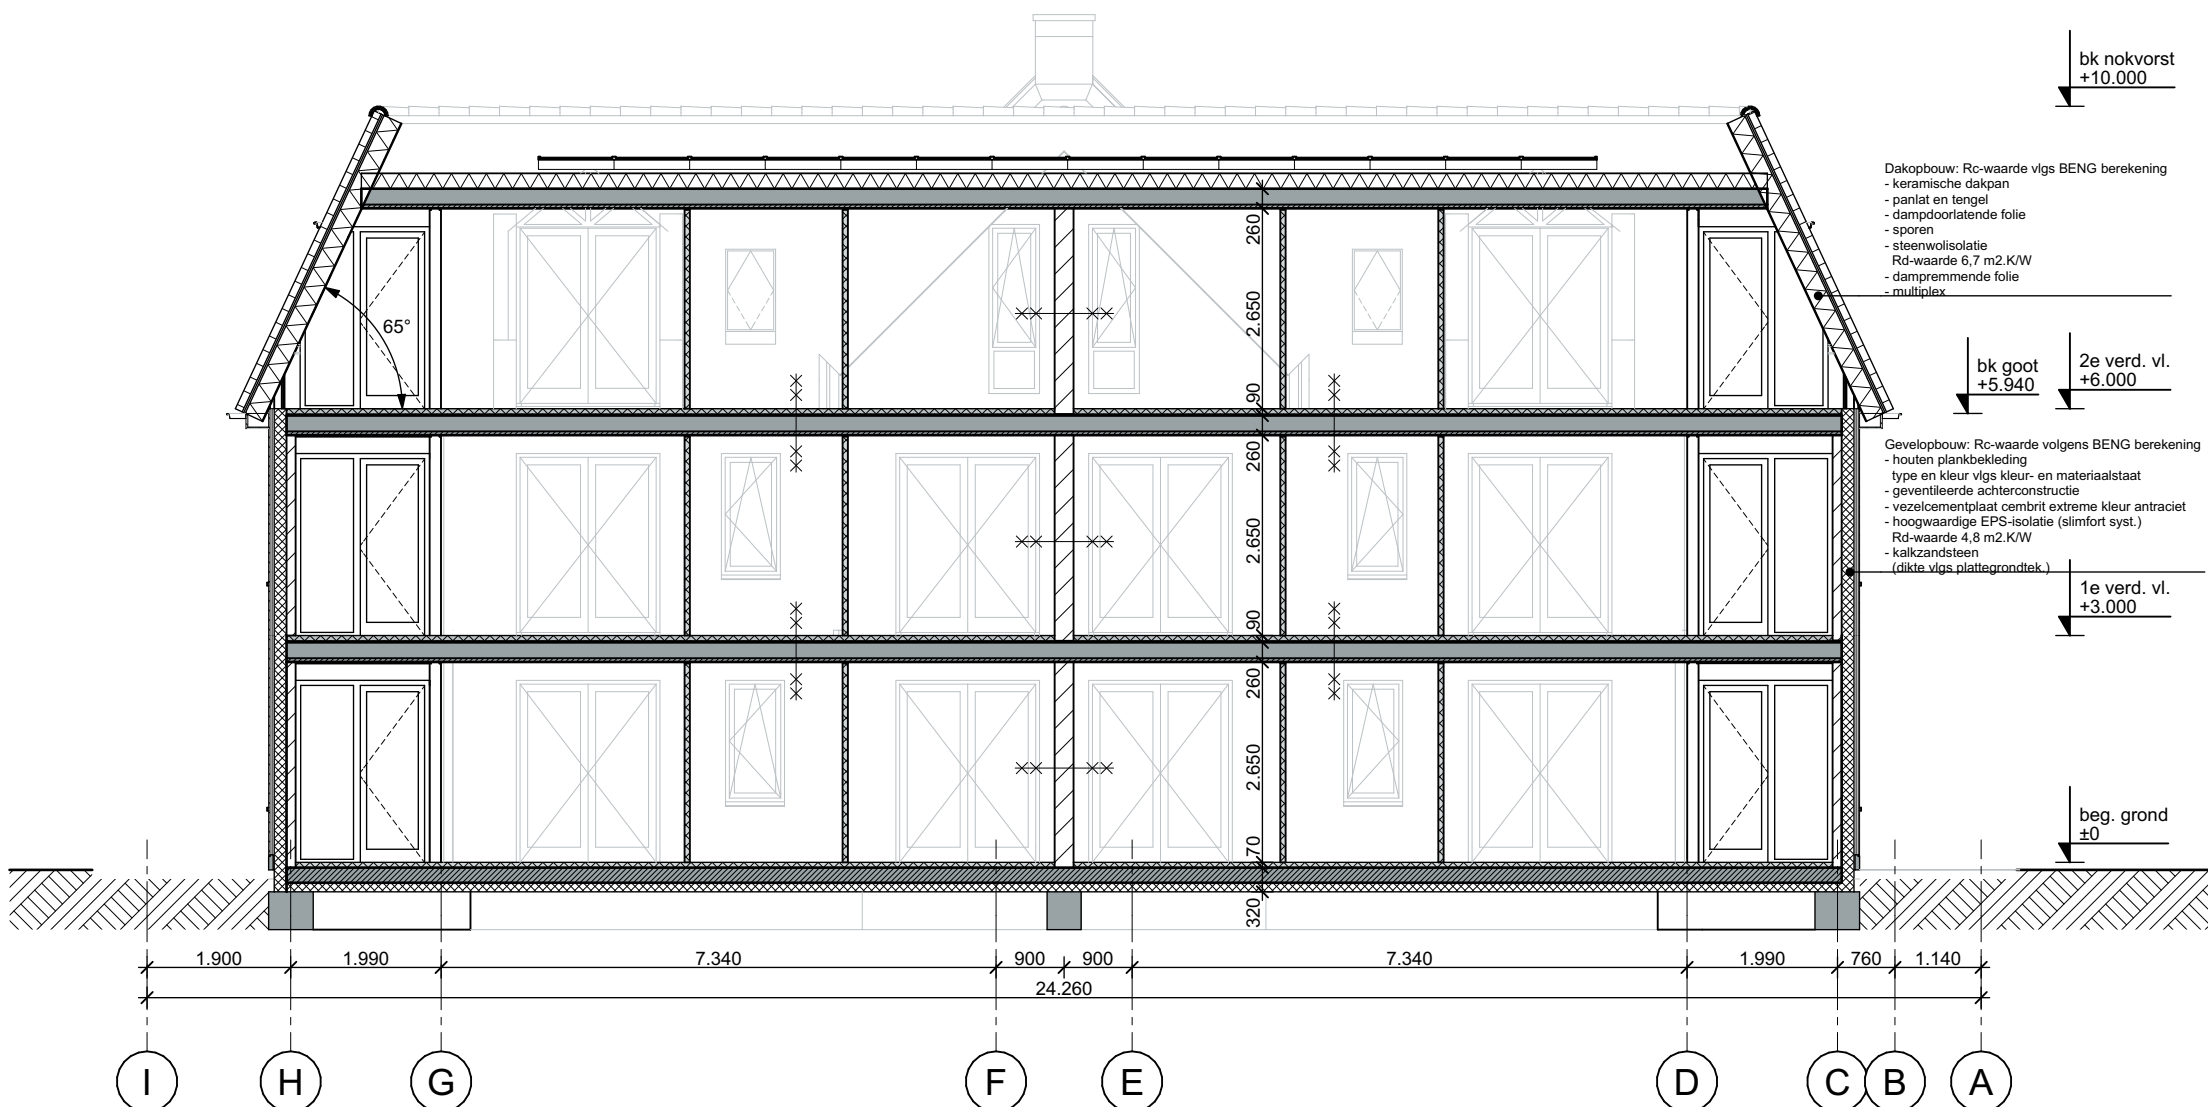 bk nokvorst
+10.000
Dakopbouw: Rc-waarde vlgs BENG berekening
- keramische dakpan
- panlat en tengel
- dampdoorlatende folie
- sporen
- steenwolisolatie
Rd-waarde 6,7 m2.K/W
- dampremmende folie
- multiplex
65°
bk goot
+5.940
2e verd. vl.
+6.000
Gevelopbouw: Rc-waarde volgens BENG berekening
- houten plankbekleding
type en kleur vlgs kleur- en materiaalstaat
- geventileerde achterconstructie
- vezelcementplaat cembrit extreme kleur antraciet
- hoogwaardige EPS-isolatie (slimfort syst.)
Rd-waarde 4,8 m2.K/W
- kalkzandsteen
(dikte vlgs plattegrondtek.)
1e verd. vl.
+3.000
beg. grond
±0
260
2.650
90
260
2.650
90
260
2.650
70
320
1.900
1.990
7.340
900
900
7.340
1.990
760
1.140
24.260
I
H
G
F
E
D
C
B
A